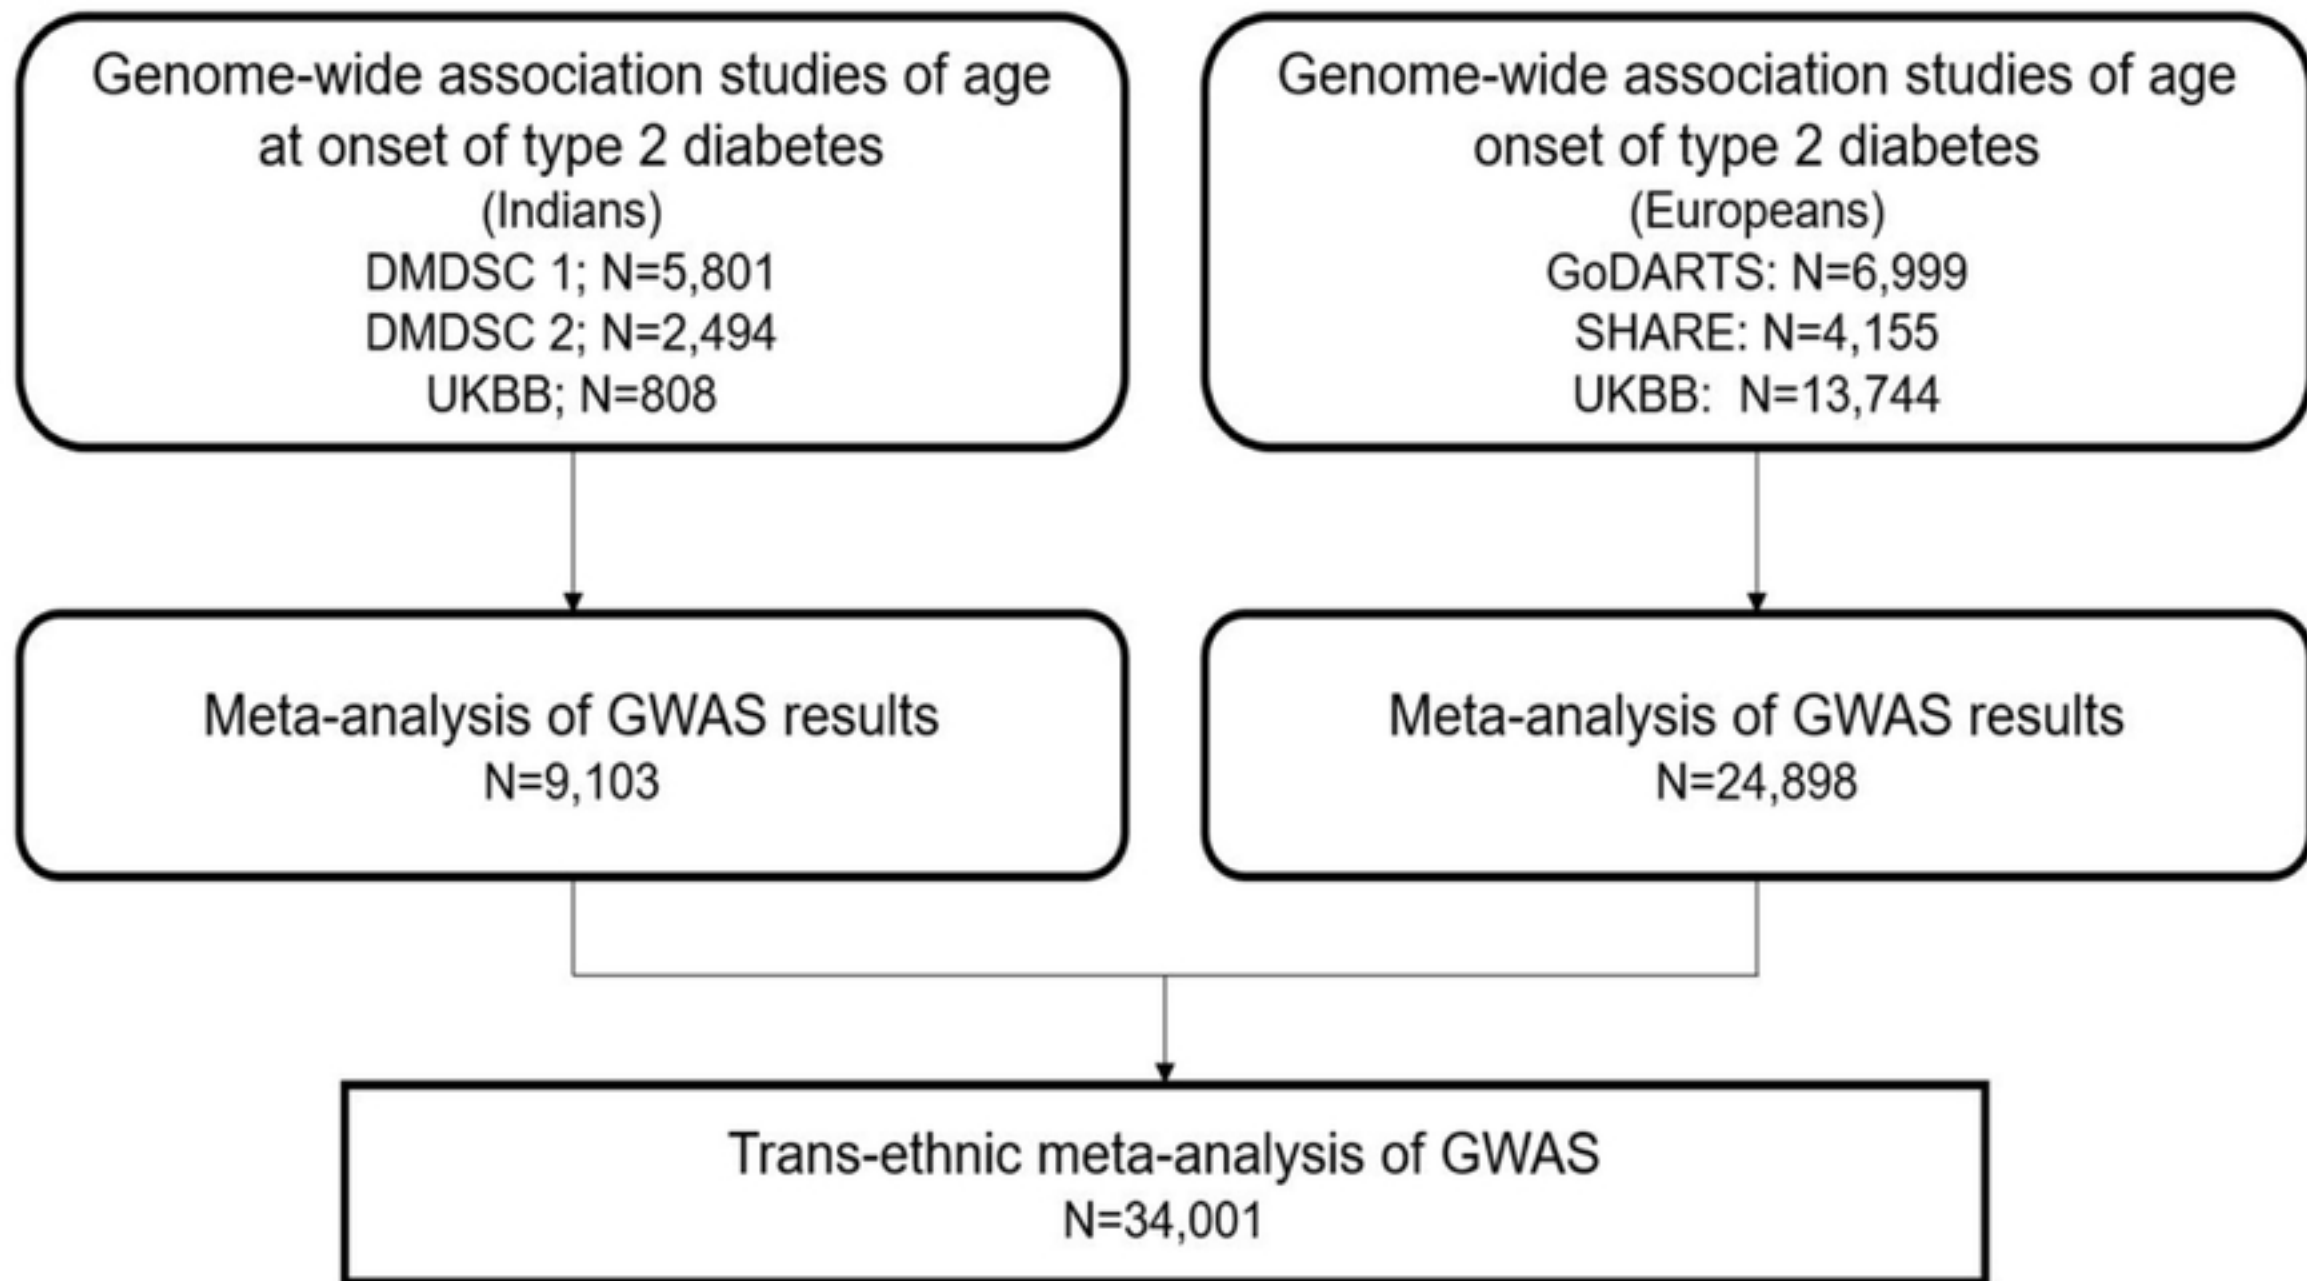 Genome-wide association studies of age
at onset of type 2 diabetes
(Indians)
DMDSC 1; N=5,801
DMDSC 2; N=2,494
UKBB; N=808
Genome-wide association studies of age
onset of type 2 diabetes
(Europeans)
GoDARTS: N=6,999
SHARE: N=4,155
UKBB:  N=13,744
Meta-analysis of GWAS results
N=9,103
Meta-analysis of GWAS results
N=24,898
Trans-ethnic meta-analysis of GWAS
N=34,001